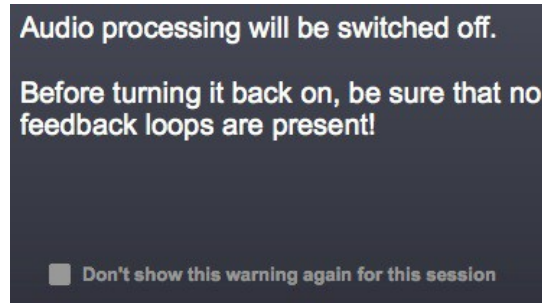 Audio processing will be switched off.
Before turning it back on, be sure that no
feedback loops are present!
Don't show this warning again for this session